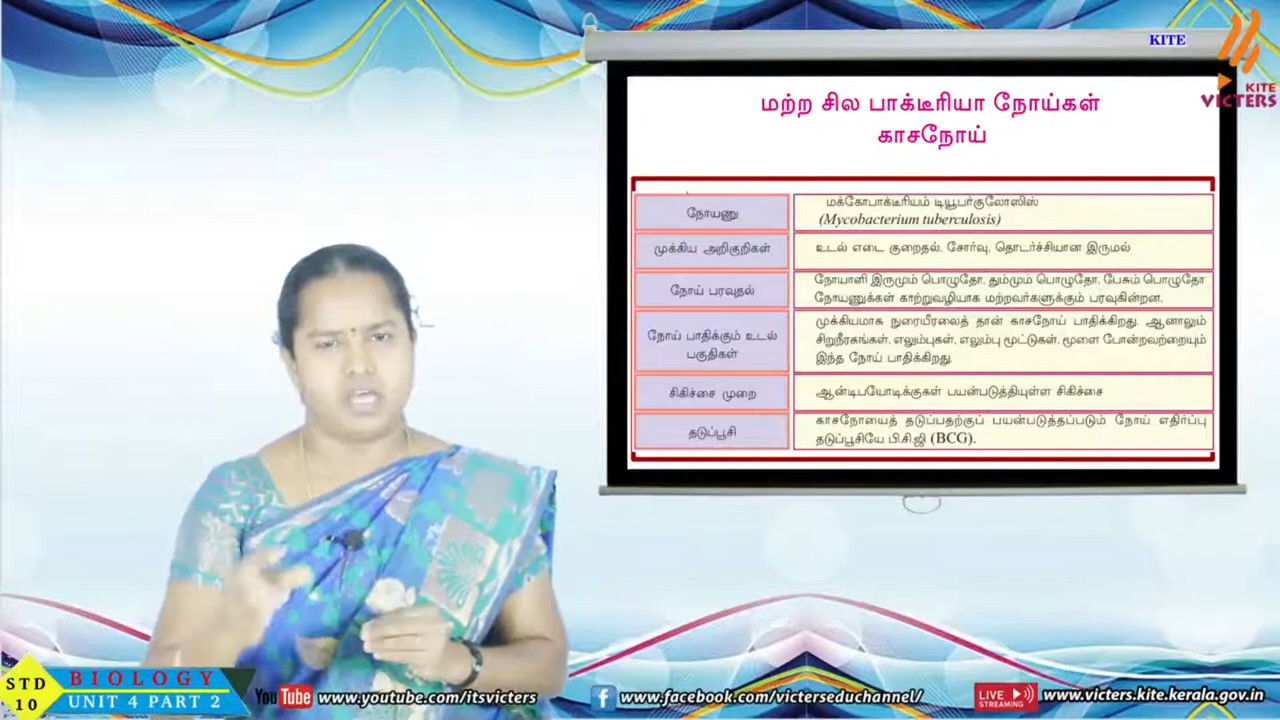 KITE
KITE
VICTERS
மற்ற சில பாக்டீரியா நோய்கள்
காசநோய்
நோயணு
மக்கோபாக்டீரியம் டியூபர்குலோஸிஸ்
(Mycobacterium tuberculosis)
முக்கிய அறிகுறிகள்
உடல் எடை குறைதல், சோர்வு, தொடர்ச்சியான இருமல்
நோய் பரவுதல்
நோயாளி இருமும் பொழுதோ, தும்மும் பொழுதோ, பேசும் பொழுதோ
நோயணுக்கள் காற்றுவழியாக மற்றவர்களுக்கும் பரவுகின்றன.
நோய் பாதிக்கும் உடல்
பகுதிகள்
முக்கியமாக நுரையீரலைத் தான் காசநோய் பாதிக்கிறது. ஆனாலும்
சிறுநீரகங்கள், எலும்புகள், எலும்பு மூட்டுகள், மூளை போன்றவற்றையும்
இந்த நோய் பாதிக்கிறது.
சிகிச்சை முறை
ஆன்டிபயோடிக்குகள் பயன்படுத்தியுள்ள சிகிச்சை
தடுப்பூசி
காசநோயைத் தடுப்பதற்குப் பயன்படுத்தப்படும் நோய் எதிர்ப்பு
தடுப்பூசியே பி.சி.ஜி (BCG).
STD
10
BIOLOGY
UNIT 4 PART 2
YouTube www.youtube.com/itsvicters
f www.facebook.com/victerseduchannel/
LIVE
STREAMING
www.victers.kite.kerala.gov.in